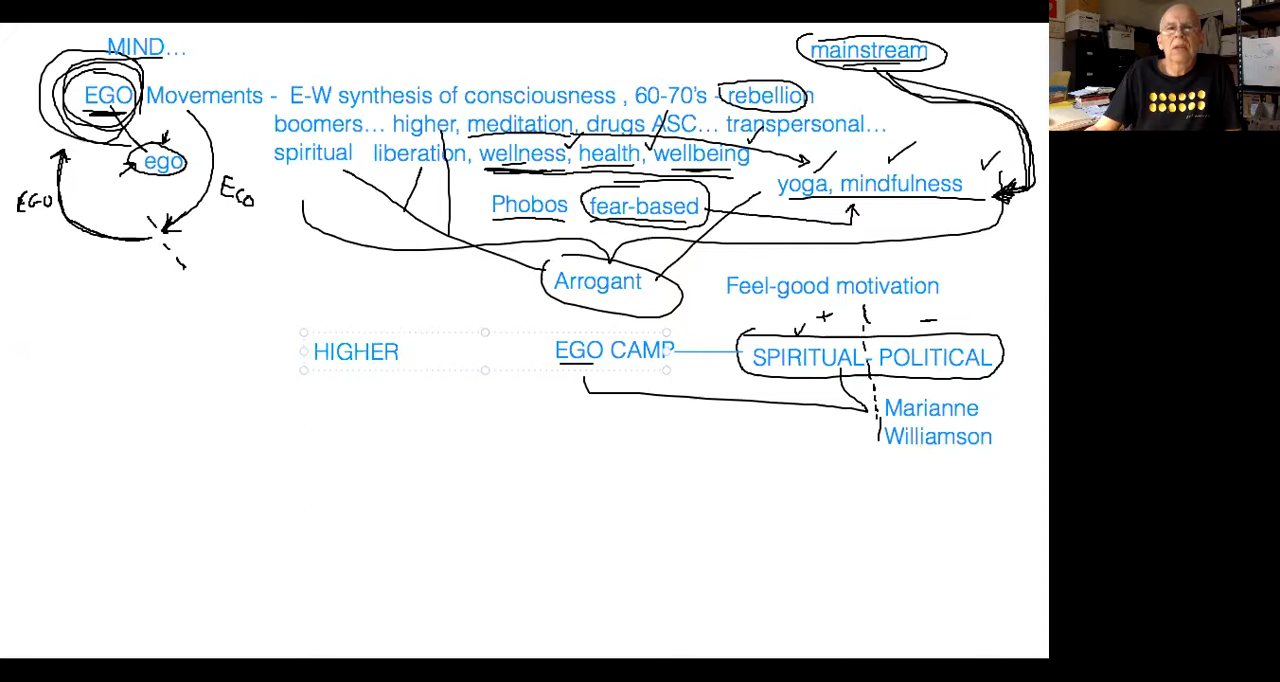 MIND...
mainstream
EGO Movements - E-W synthesis of consciousness , 60-70's - rebellion
boomers... higher, meditation, drugs ASC... transpersonal...
spiritual liberation, wellness, health, wellbeing
ego
yoga, mindfulness
EGO
EGO
Phobos fear-based
Arrogant
Feel-good motivation
+ -
HIGHER EGO CAMP SPIRITUAL- POLITICAL
Marianne
Williamson